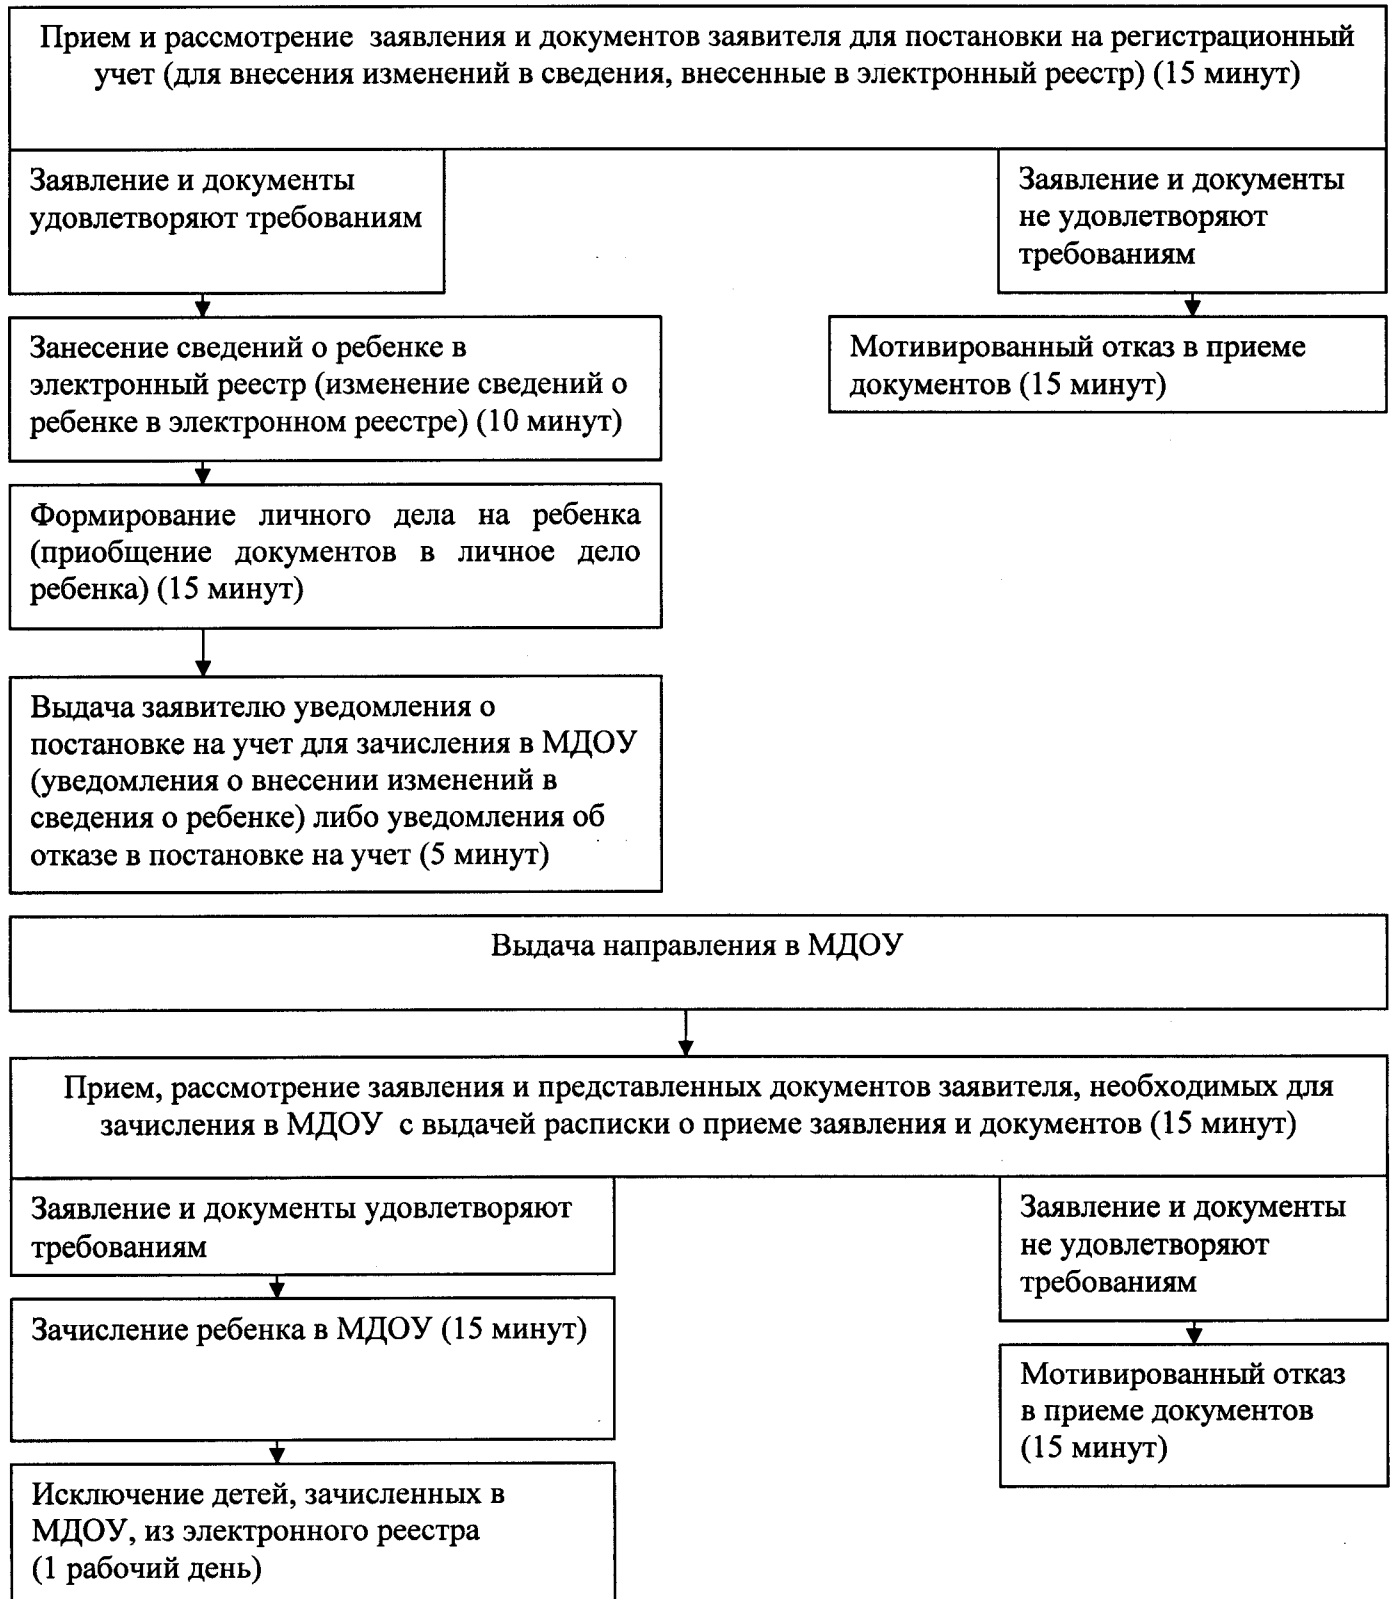 Прием и рассмотрение заявления и документов заявителя для постановки на регистрационный
учет (для внесения изменений в сведения, внесенные в электронный реестр) (15 минут)
Заявление и документы
удовлетворяют требованиям
Заявление и документы
не удовлетворяют
требованиям
Занесение сведений о ребенке в
электронный реестр (изменение сведений о
ребенке в электронном реестре) (10 минут)
Мотивированный отказ в приеме
документов (15 минут)
Формирование личного дела на ребенка
(приобщение документов в личное дело
ребенка) (15 минут)
Выдача заявителю уведомления о
постановке на учет для зачисления в МДОУ
(уведомления о внесении изменений в
сведения о ребенке) либо уведомления об
отказе в постановке на учет (5 минут)
Выдача направления в МДОУ
Прием, рассмотрение заявления и представленных документов заявителя, необходимых для
зачисления в МДОУ с выдачей расписки о приеме заявления и документов (15 минут)
Заявление и документы удовлетворяют
требованиям
Заявление и документы
не удовлетворяют
требованиям
Зачисление ребенка в МДОУ (15 минут)
Мотивированный отказ
в приеме документов
(15 минут)
Исключение детей, зачисленных в
МДОУ, из электронного реестра
(1 рабочий день)